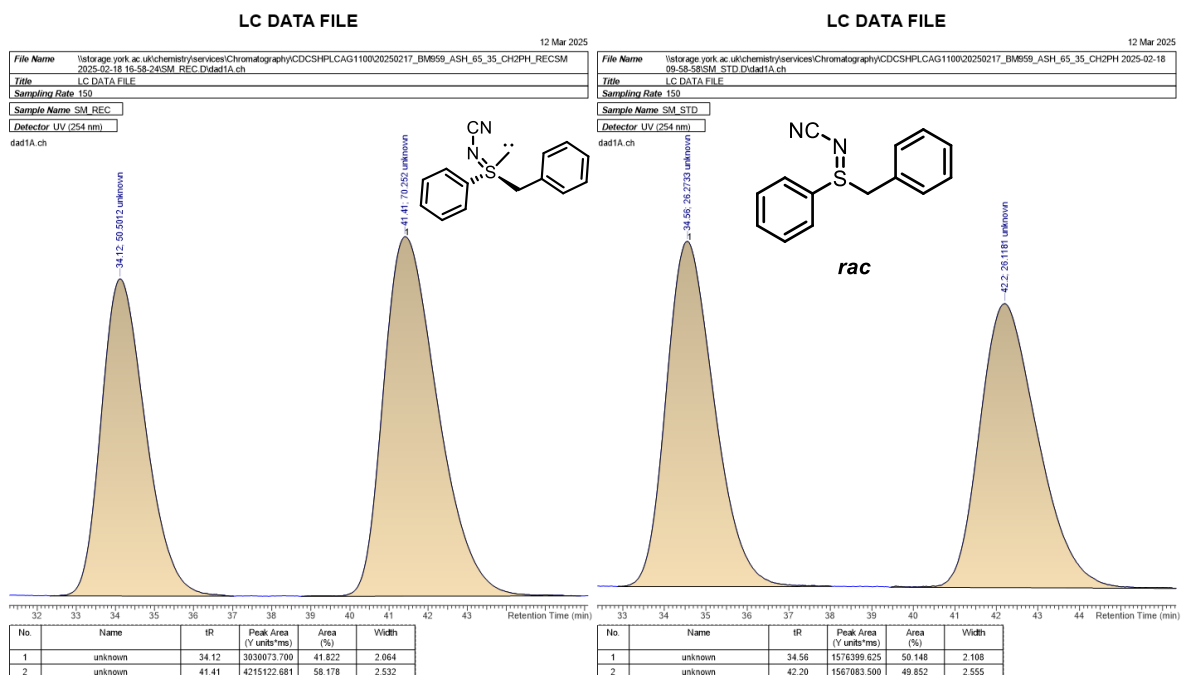 LC DATA FILE
12 Mar 2025
File Name \\storage.york.ac.uk\chemistry\services\Chromatography\CDCSHPLCAG1100\20250217_BM959_ASH_65_35_CH2PH_RECSM
2025-02-18 16-58-24\SM_REC.D\dad1A.ch
Title LC DATA FILE
Sampling Rate 150
Sample Name SM_REC
Detector UV (254 nm)
dad1A.ch
34.12; 50.5012 unknown
41.41; 70.252 unknown
CN
N
S
32 33 34 35 36 37 38 39 40 41 42 43 Retention Time (min)
No. Name tR Peak Area (Y units*ms) Area (%) Width
1 unknown 34.12 3030073.700 41.822 2.064
2 unknown 41.41 4215122.681 58.178 2.532
LC DATA FILE
12 Mar 2025
File Name \\storage.york.ac.uk\chemistry\services\Chromatography\CDCSHPLCAG1100\20250217_BM959_ASH_65_35_CH2PH 2025-02-18
09-58-58\SM_STD.D\dad1A.ch
Title LC DATA FILE
Sampling Rate 150
Sample Name SM_STD
Detector UV (254 nm)
dad1A.ch
34.56; 26.2733 unknown
42.2; 26.1181 unknown
NC
N
S
rac
33 34 35 36 37 38 39 40 41 42 43 44 Retention Time (min)
No. Name tR Peak Area (Y units*ms) Area (%) Width
1 unknown 34.56 1576399.625 50.148 2.108
2 unknown 42.20 1567083.500 49.852 2.555